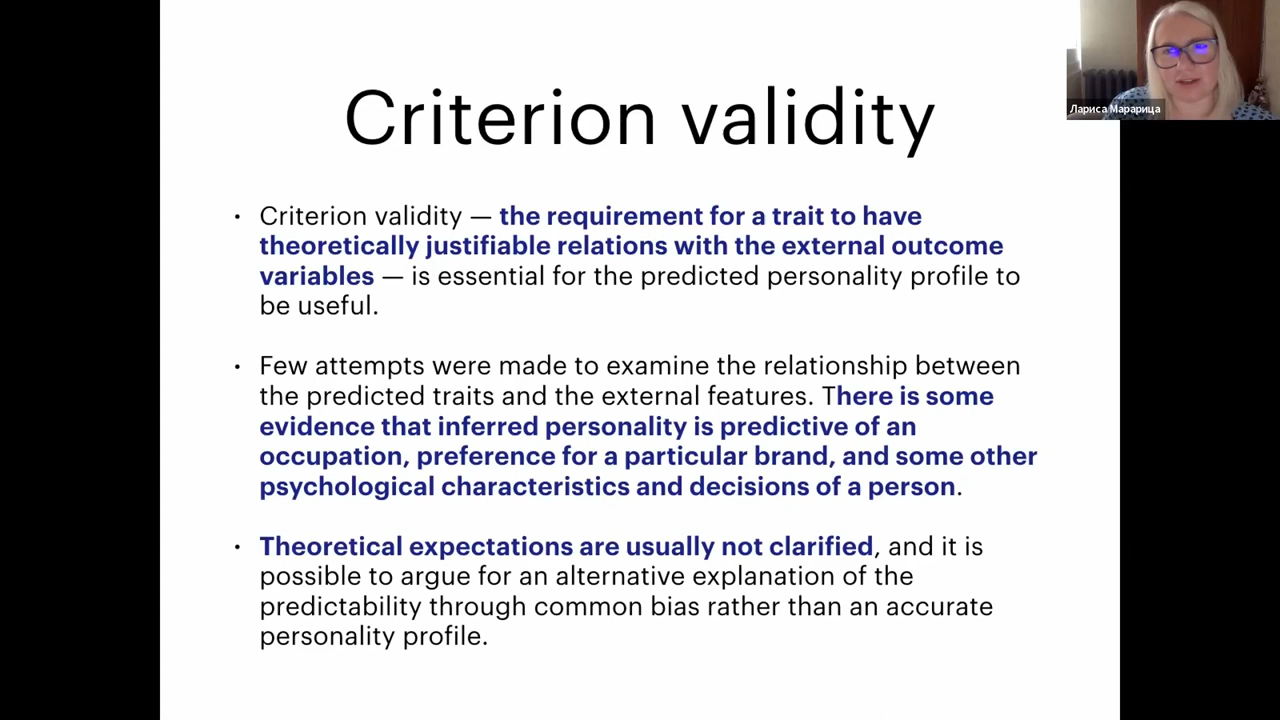 Лариса Марарица
Criterion validity
• Criterion validity — the requirement for a trait to have
theoretically justifiable relations with the external outcome
variables — is essential for the predicted personality profile to
be useful.
• Few attempts were made to examine the relationship between
the predicted traits and the external features. There is some
evidence that inferred personality is predictive of an
occupation, preference for a particular brand, and some other
psychological characteristics and decisions of a person.
• Theoretical expectations are usually not clarified, and it is
possible to argue for an alternative explanation of the
predictability through common bias rather than an accurate
personality profile.